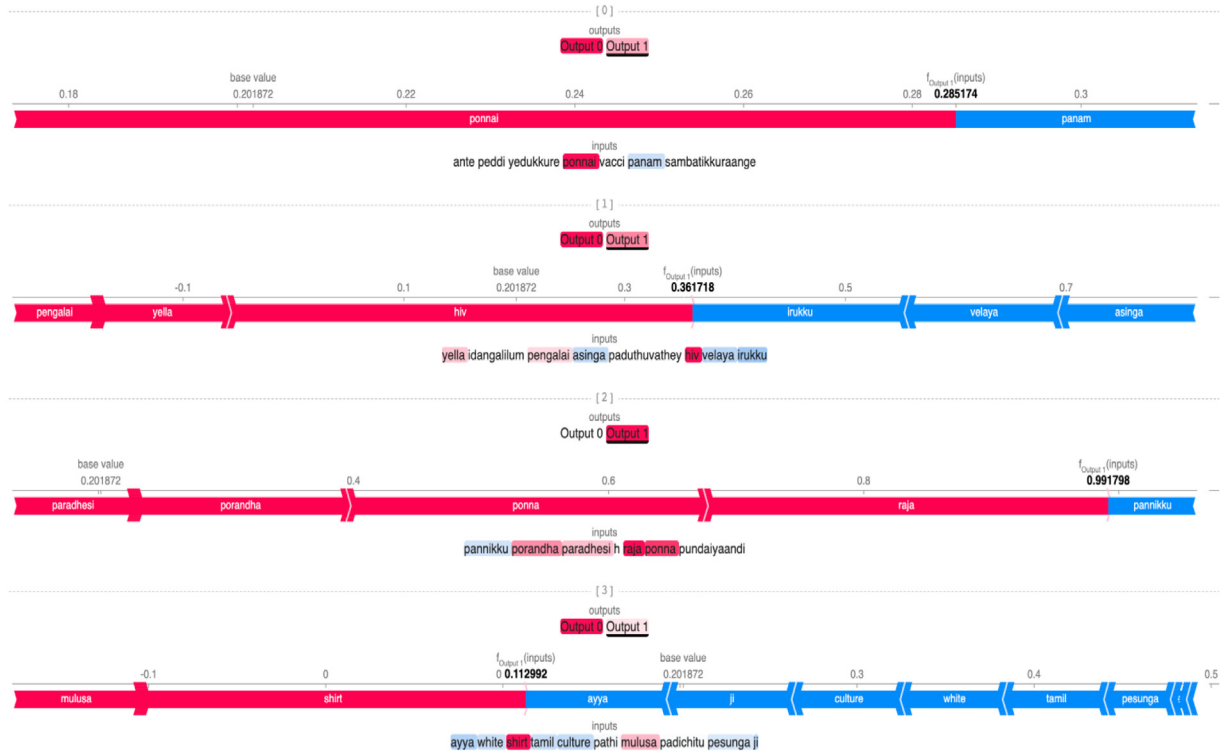 [0]
outputs
Output 0 Output 1
base value fOutput 1(inputs)
0.18 0.201872 0.22 0.24 0.26 0.28 0.285174 0.3
ponnai panam
inputs
ante peddi yedukkure ponnai vacci panam sambatikkuraange
[1]
outputs
Output 0 Output 1
base value fOutput 1(inputs)
-0.1 0.1 0.201872 0.3 0.361718 0.5 0.7
pengalai yella hiv irukku velaya asinga
inputs
yella idangalilum pengalai asinga paduthuvathey hiv velaya irukku
[2]
outputs
Output 0 Output 1
base value fOutput 1(inputs)
0.201872 0.4 0.6 0.8 0.991798
paradhesi porandha ponna raja pannikku
inputs
pannikku porandha paradhesi h raja ponna pundaiyaandi
[3]
outputs
Output 0 Output 1
fOutput 1(inputs) base value
-0.1 0 0.112992 0.201872 0.3 0.4 0.5
mulusa shirt ayya ji culture white tamil pesunga
inputs
ayya white shirt tamil culture pathi mulusa padichitu pesunga ji